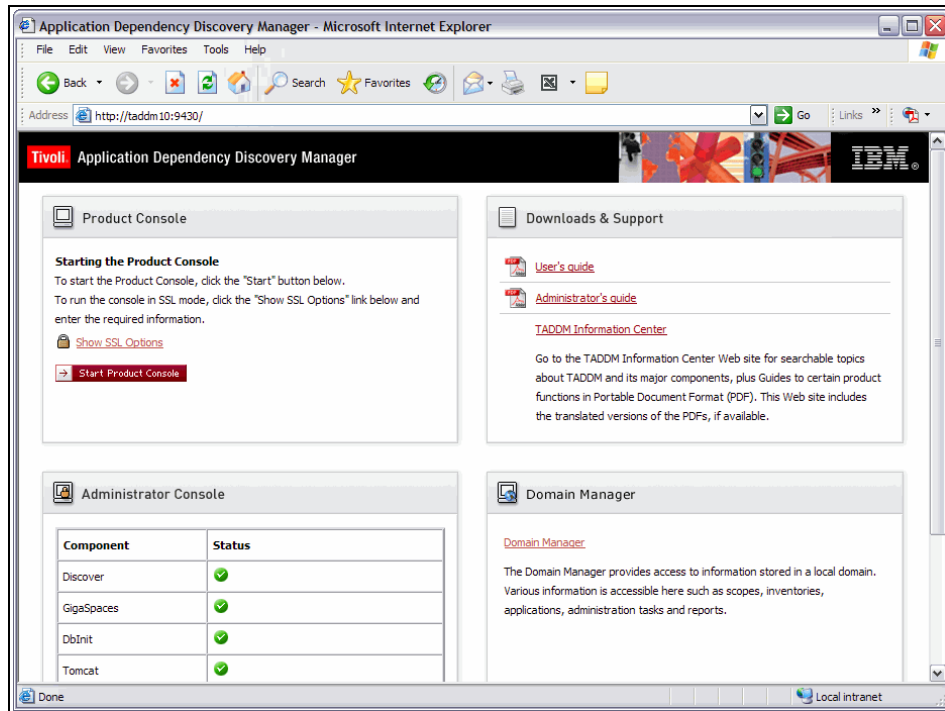 Application Dependency Discovery Manager - Microsoft Internet Explorer
File Edit View Favorites Tools Help
Back Search Favorites
Address http://taddm10:9430/ Go Links »
Tivoli. Application Dependency Discovery Manager IBM®
Product Console
Starting the Product Console
To start the Product Console, click the "Start" button below.
To run the console in SSL mode, click the "Show SSL Options" link below and
enter the required information.
Show SSL Options
Start Product Console
Downloads & Support
User's guide
Administrator's guide
TADDM Information Center
Go to the TADDM Information Center Web site for searchable topics
about TADDM and its major components, plus Guides to certain product
functions in Portable Document Format (PDF). This Web site includes
the translated versions of the PDFs, if available.
Administrator Console
Component Status
Discover
GigaSpaces
DbInit
Tomcat
Domain Manager
Domain Manager
The Domain Manager provides access to information stored in a local domain.
Various information is accessible here such as scopes, inventories,
applications, administration tasks and reports.
Done Local intranet